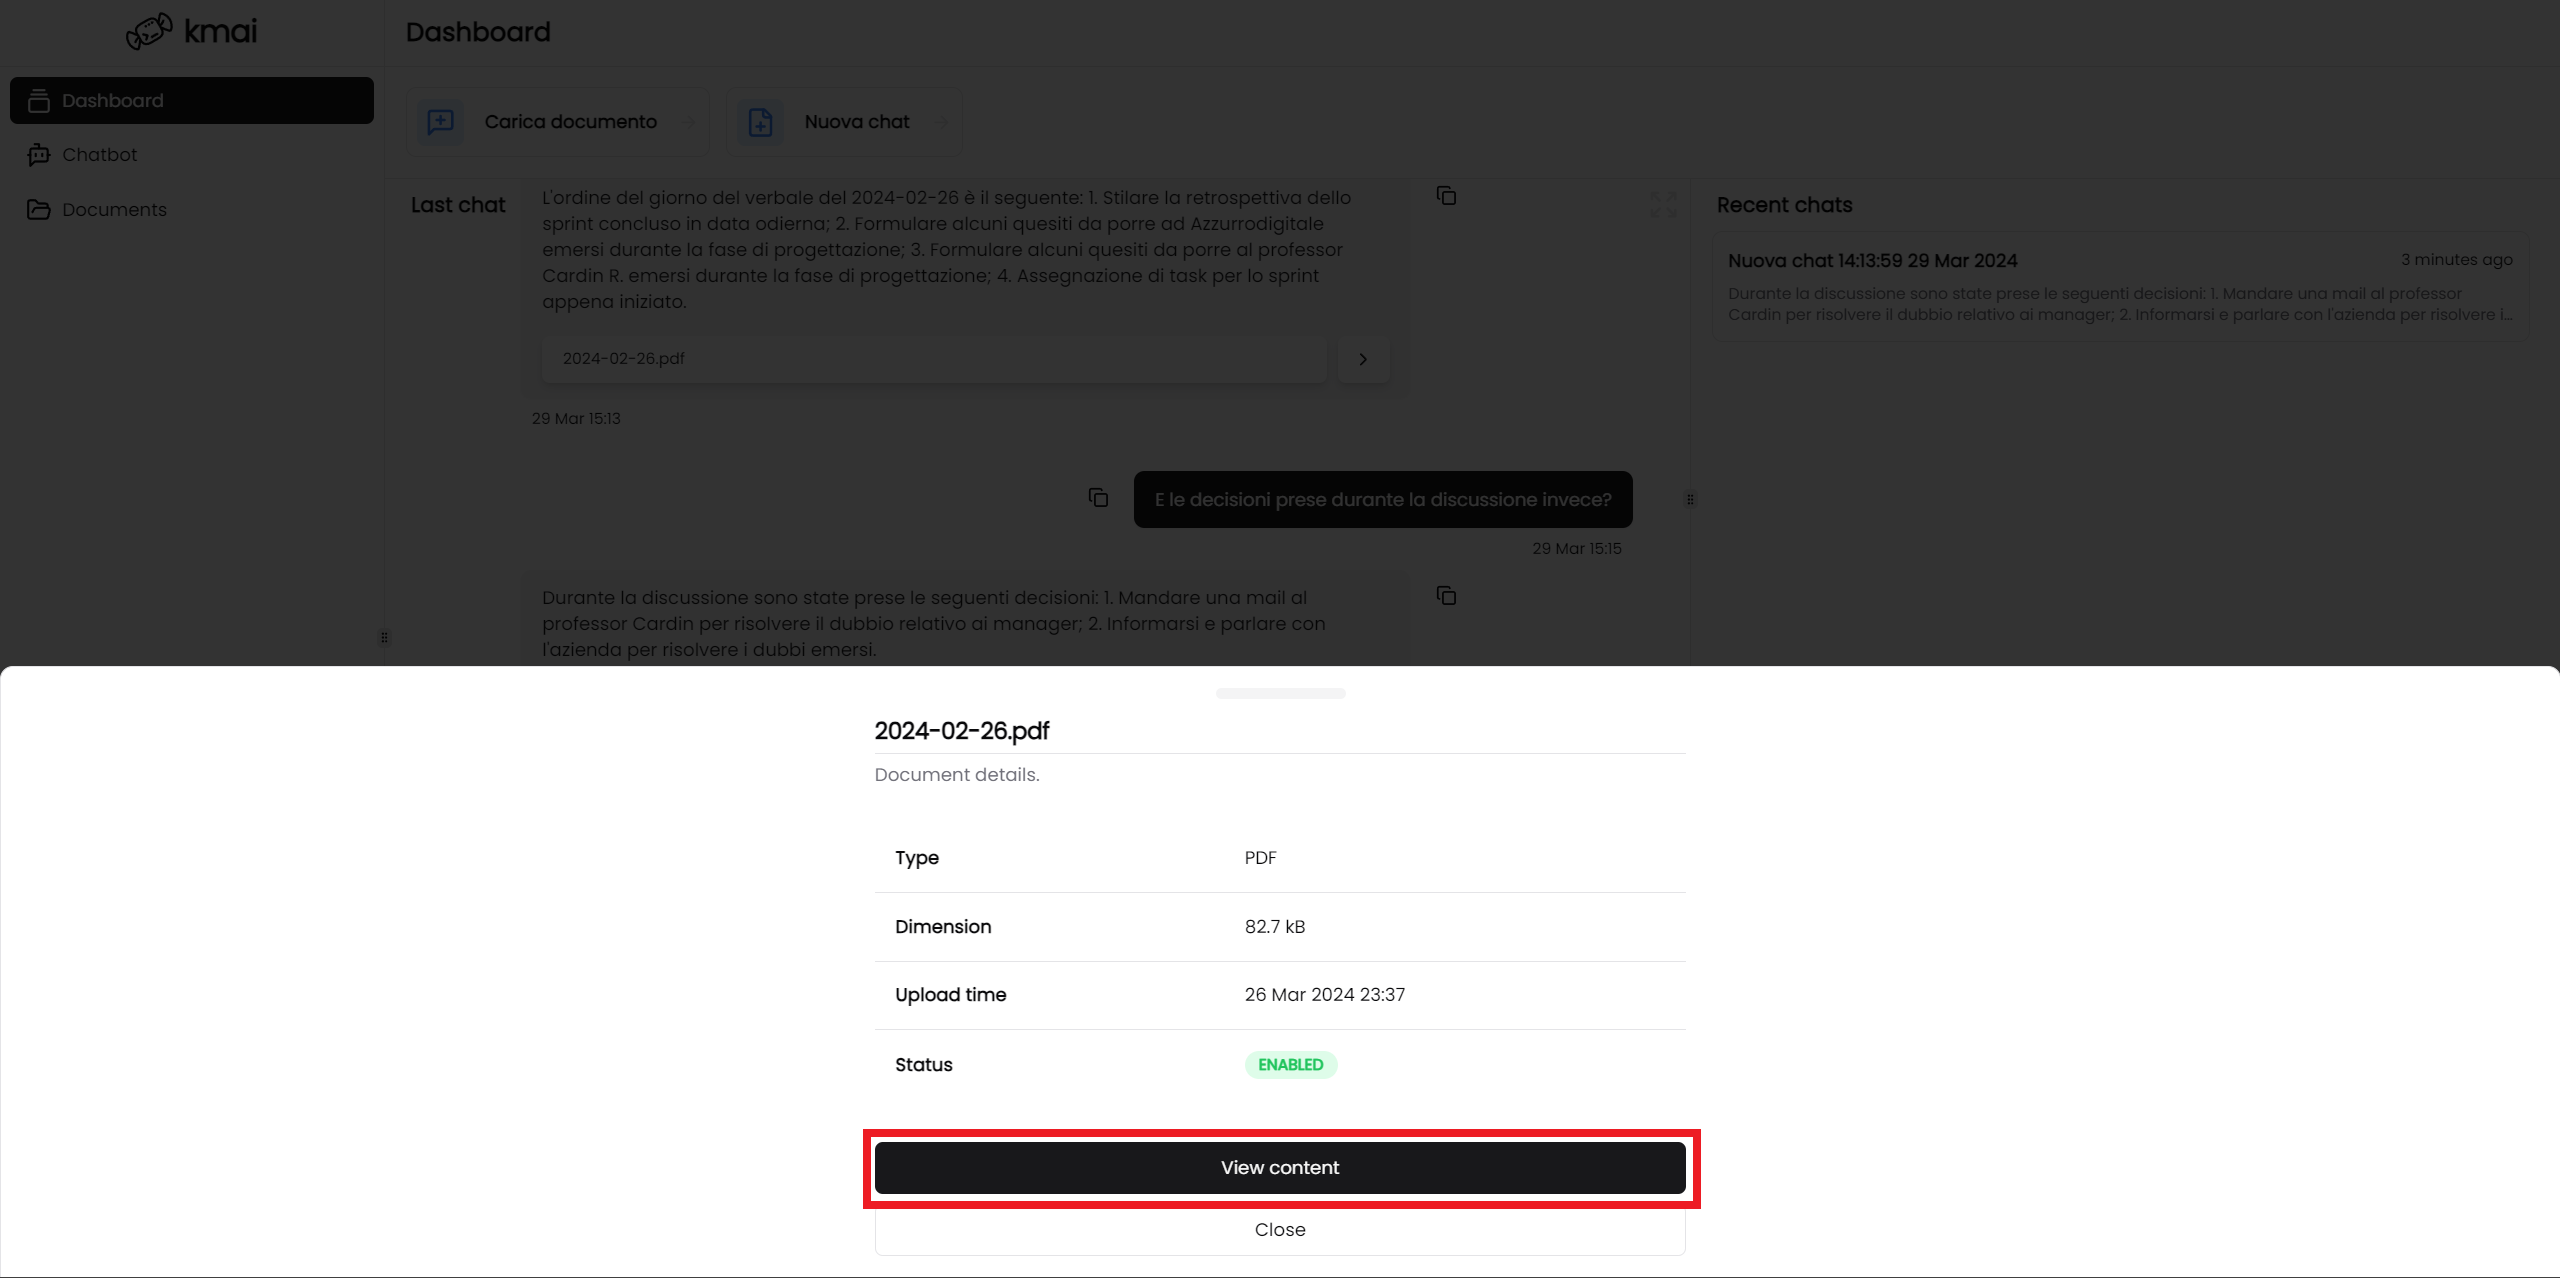 kmai
Dashboard
Dashboard
Chatbot
Documents
Carica documento
Nuova chat
Last chat
L'ordine del giorno del verbale del 2024-02-26 è il seguente: 1. Stilare la retrospettiva dello
sprint concluso in data odierna; 2. Formulare alcuni quesiti da porre ad Azzurrodigitale
emersi durante la fase di progettazione; 3. Formulare alcuni quesiti da porre al professor
Cardin R. emersi durante la fase di progettazione; 4. Assegnazione di task per lo sprint
appena iniziato.
2024-02-26.pdf
29 Mar 15:13
E le decisioni prese durante la discussione invece?
29 Mar 15:15
Durante la discussione sono state prese le seguenti decisioni: 1. Mandare una mail al
professor Cardin per risolvere il dubbio relativo ai manager; 2. Informarsi e parlare con
l'azienda per risolvere i dubbi emersi.
Recent chats
Nuova chat 14:13:59 29 Mar 2024
3 minutes ago
Durante la discussione sono state prese le seguenti decisioni: 1. Mandare una mail al professor
Cardin per risolvere il dubbio relativo ai manager; 2. Informarsi e parlare con l'azienda per risolvere i...
2024-02-26.pdf
Document details.
Type PDF
Dimension 82.7 kB
Upload time 26 Mar 2024 23:37
Status ENABLED
View content
Close